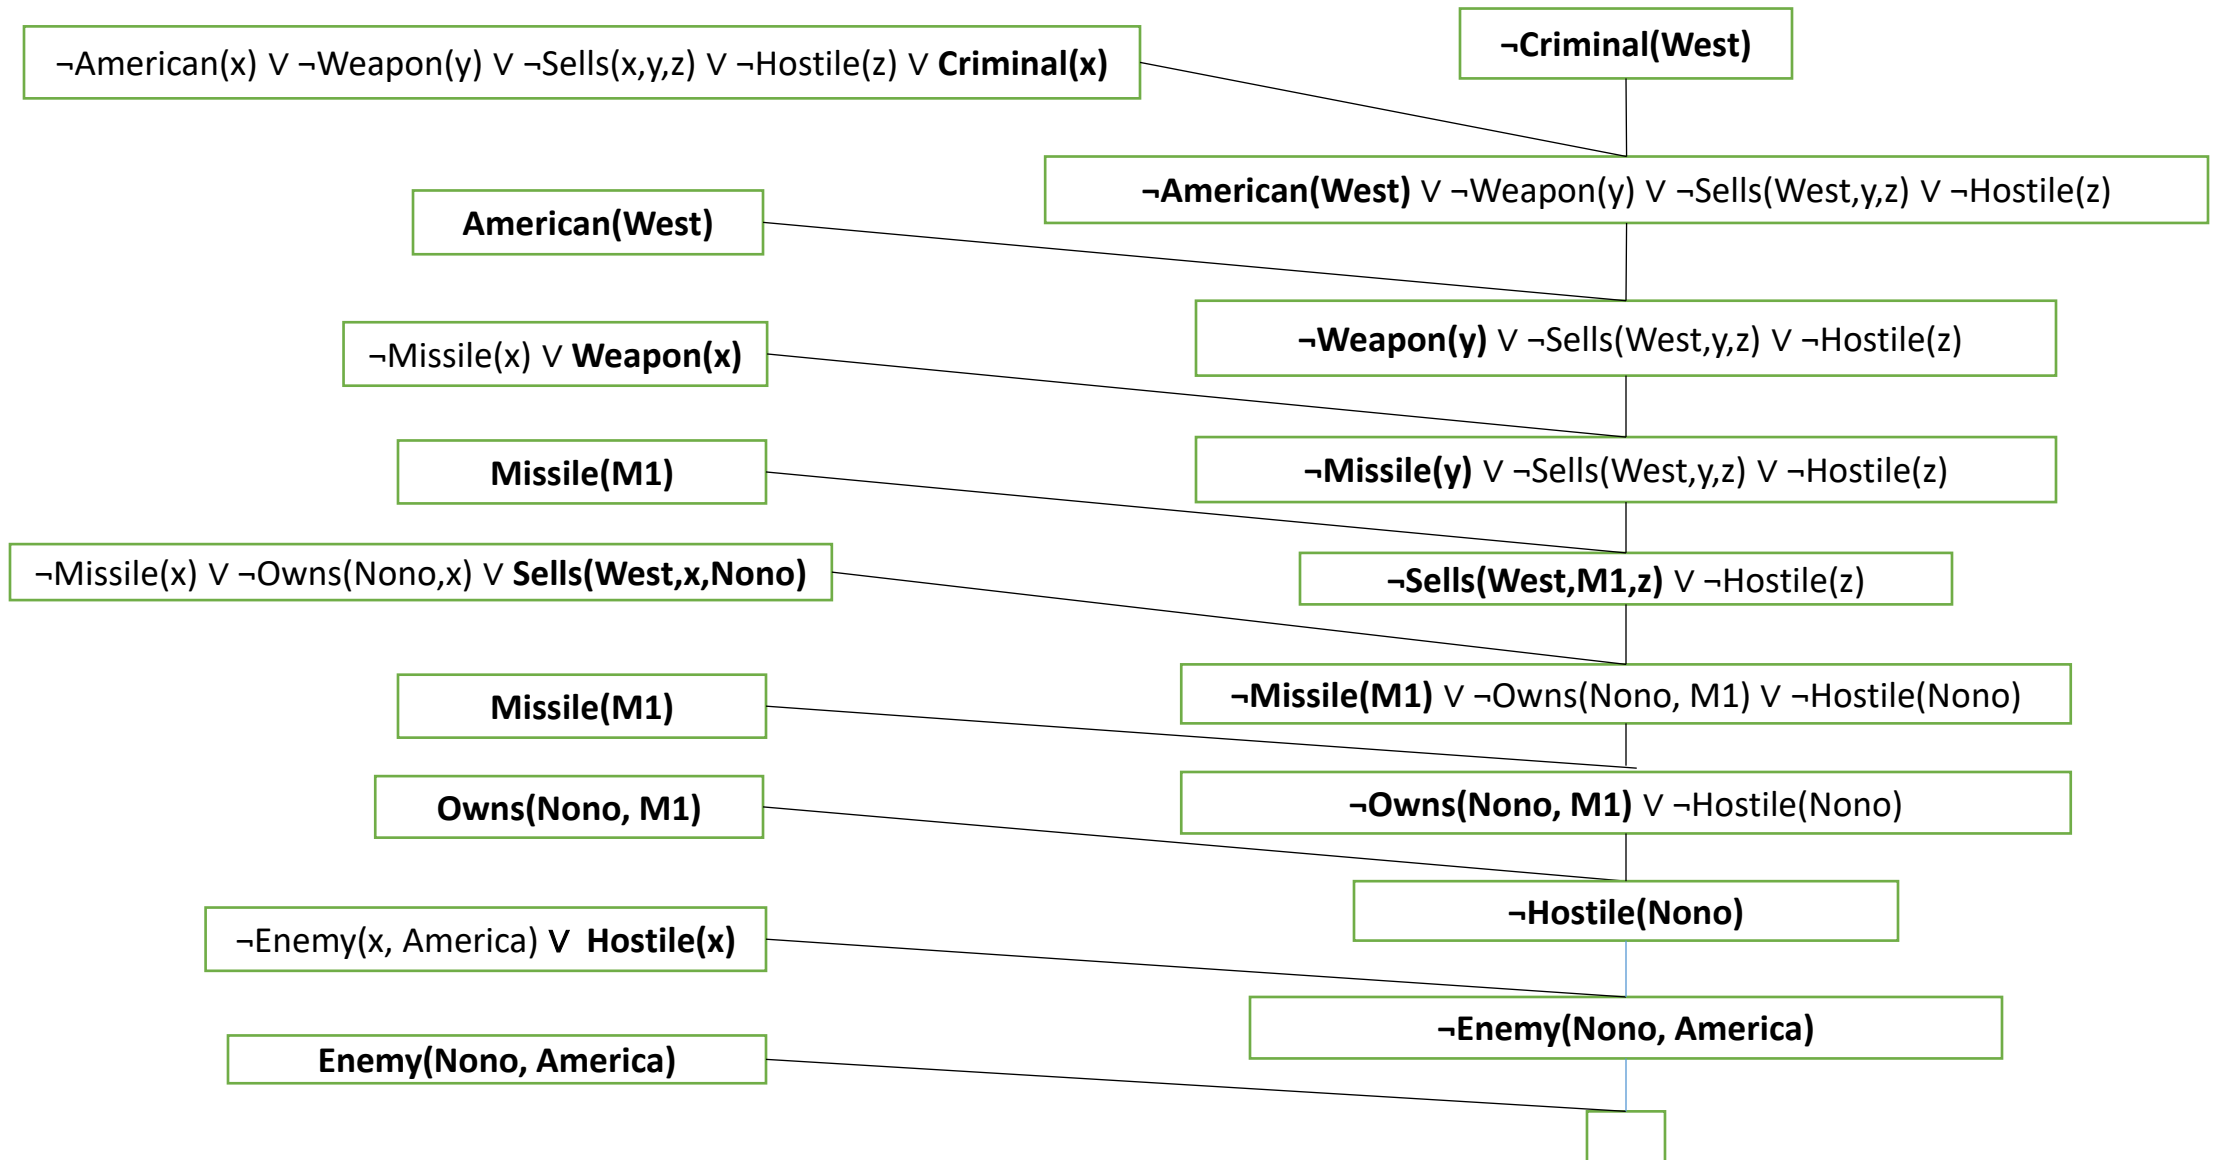 ¬Criminal(West)
¬American(x) ∨ ¬Weapon(y) ∨ ¬Sells(x,y,z) ∨ ¬Hostile(z) ∨ Criminal(x)
¬American(West) ∨ ¬Weapon(y) ∨ ¬Sells(West,y,z) ∨ ¬Hostile(z)
American(West)
¬Weapon(y) ∨ ¬Sells(West,y,z) ∨ ¬Hostile(z)
¬Missile(x) ∨ Weapon(x)
¬Missile(y) ∨ ¬Sells(West,y,z) ∨ ¬Hostile(z)
Missile(M1)
¬Sells(West,M1,z) ∨ ¬Hostile(z)
¬Missile(x) ∨ ¬Owns(Nono,x) ∨ Sells(West,x,Nono)
¬Missile(M1) ∨ ¬Owns(Nono, M1) ∨ ¬Hostile(Nono)
Missile(M1)
¬Owns(Nono, M1) ∨ ¬Hostile(Nono)
Owns(Nono, M1)
¬Hostile(Nono)
¬Enemy(x, America) ∨ Hostile(x)
¬Enemy(Nono, America)
Enemy(Nono, America)